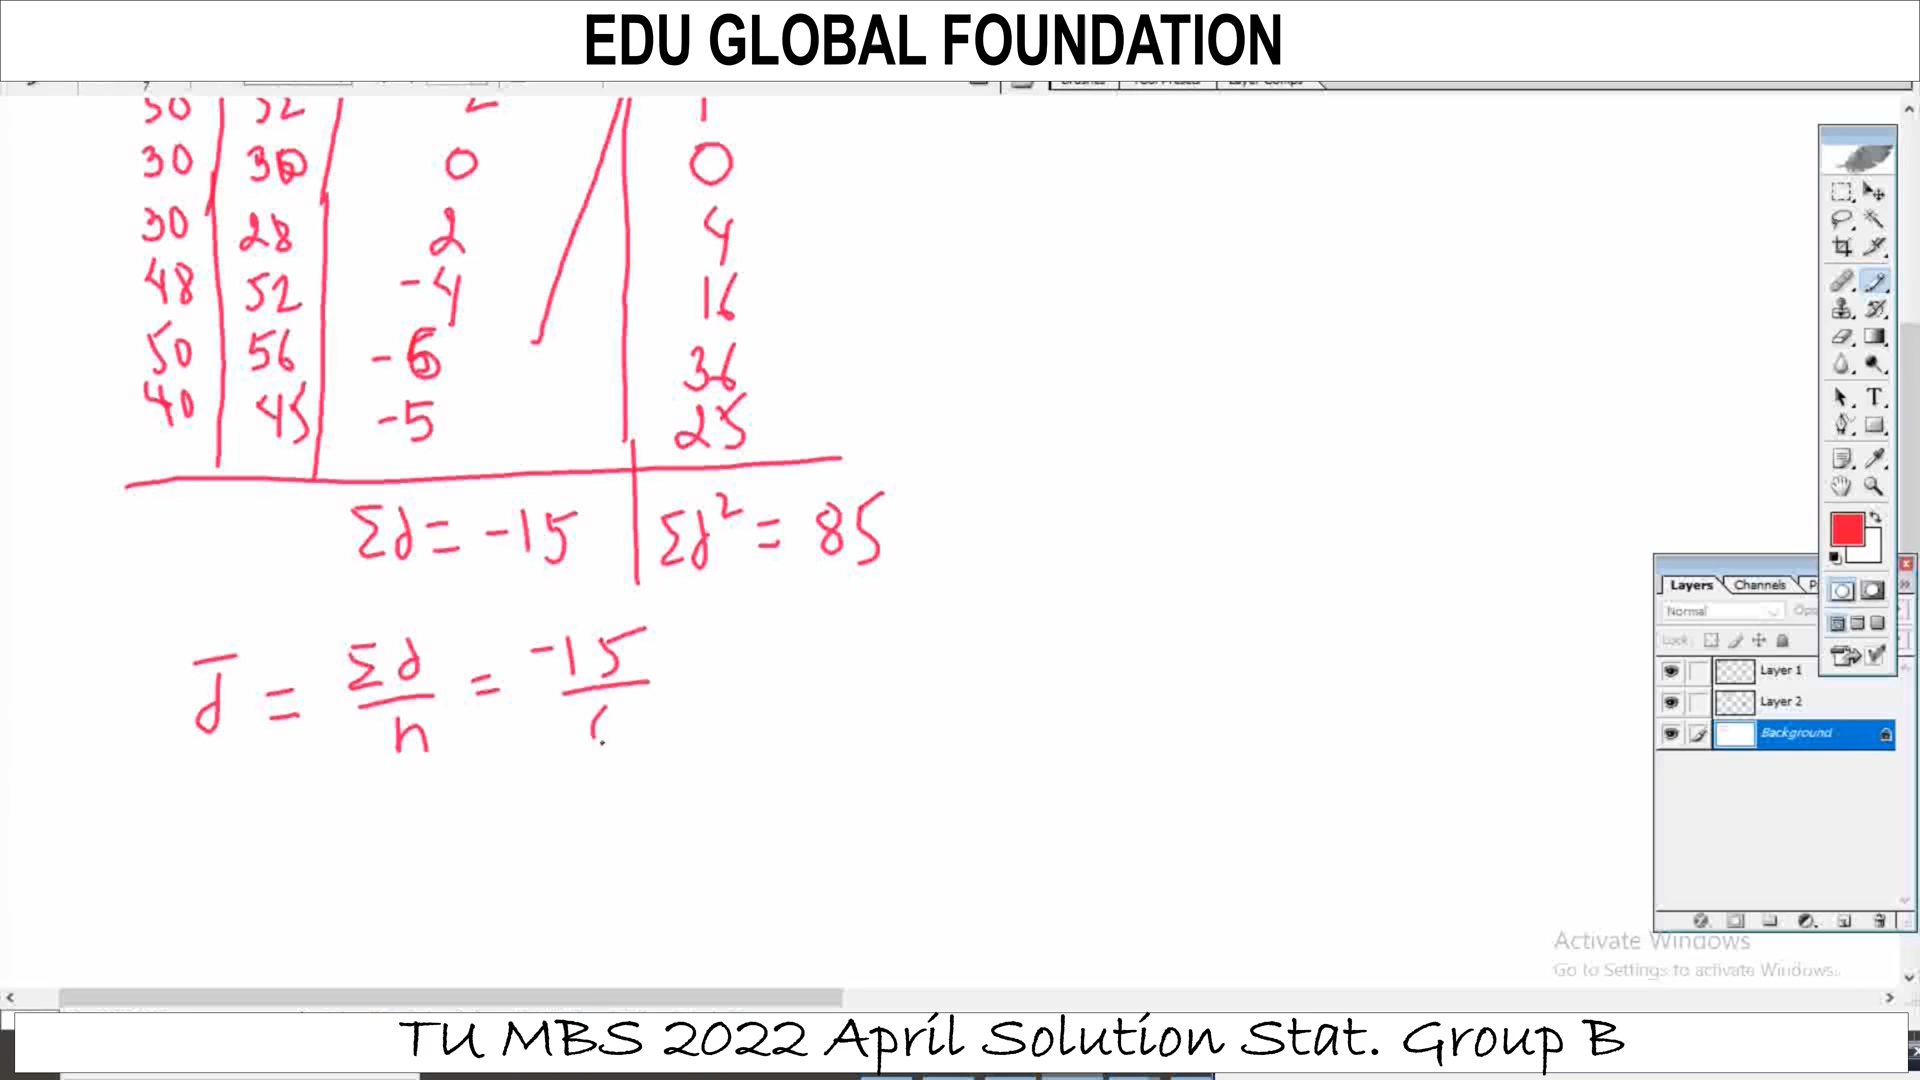 EDU GLOBAL FOUNDATION
30 30 0 0
30 28 2 4
48 52 -4 16
50 56 -6 36
40 45 -5 25
Σd = -15 Σd² = 85
d̄ = Σd/n = -15/
Layers Channels
Normal
Lock:
Layer 1
Layer 2
Background
Activate Windows
Go to Settings to activate Windows.
TU MBS 2022 April Solution Stat. Group B